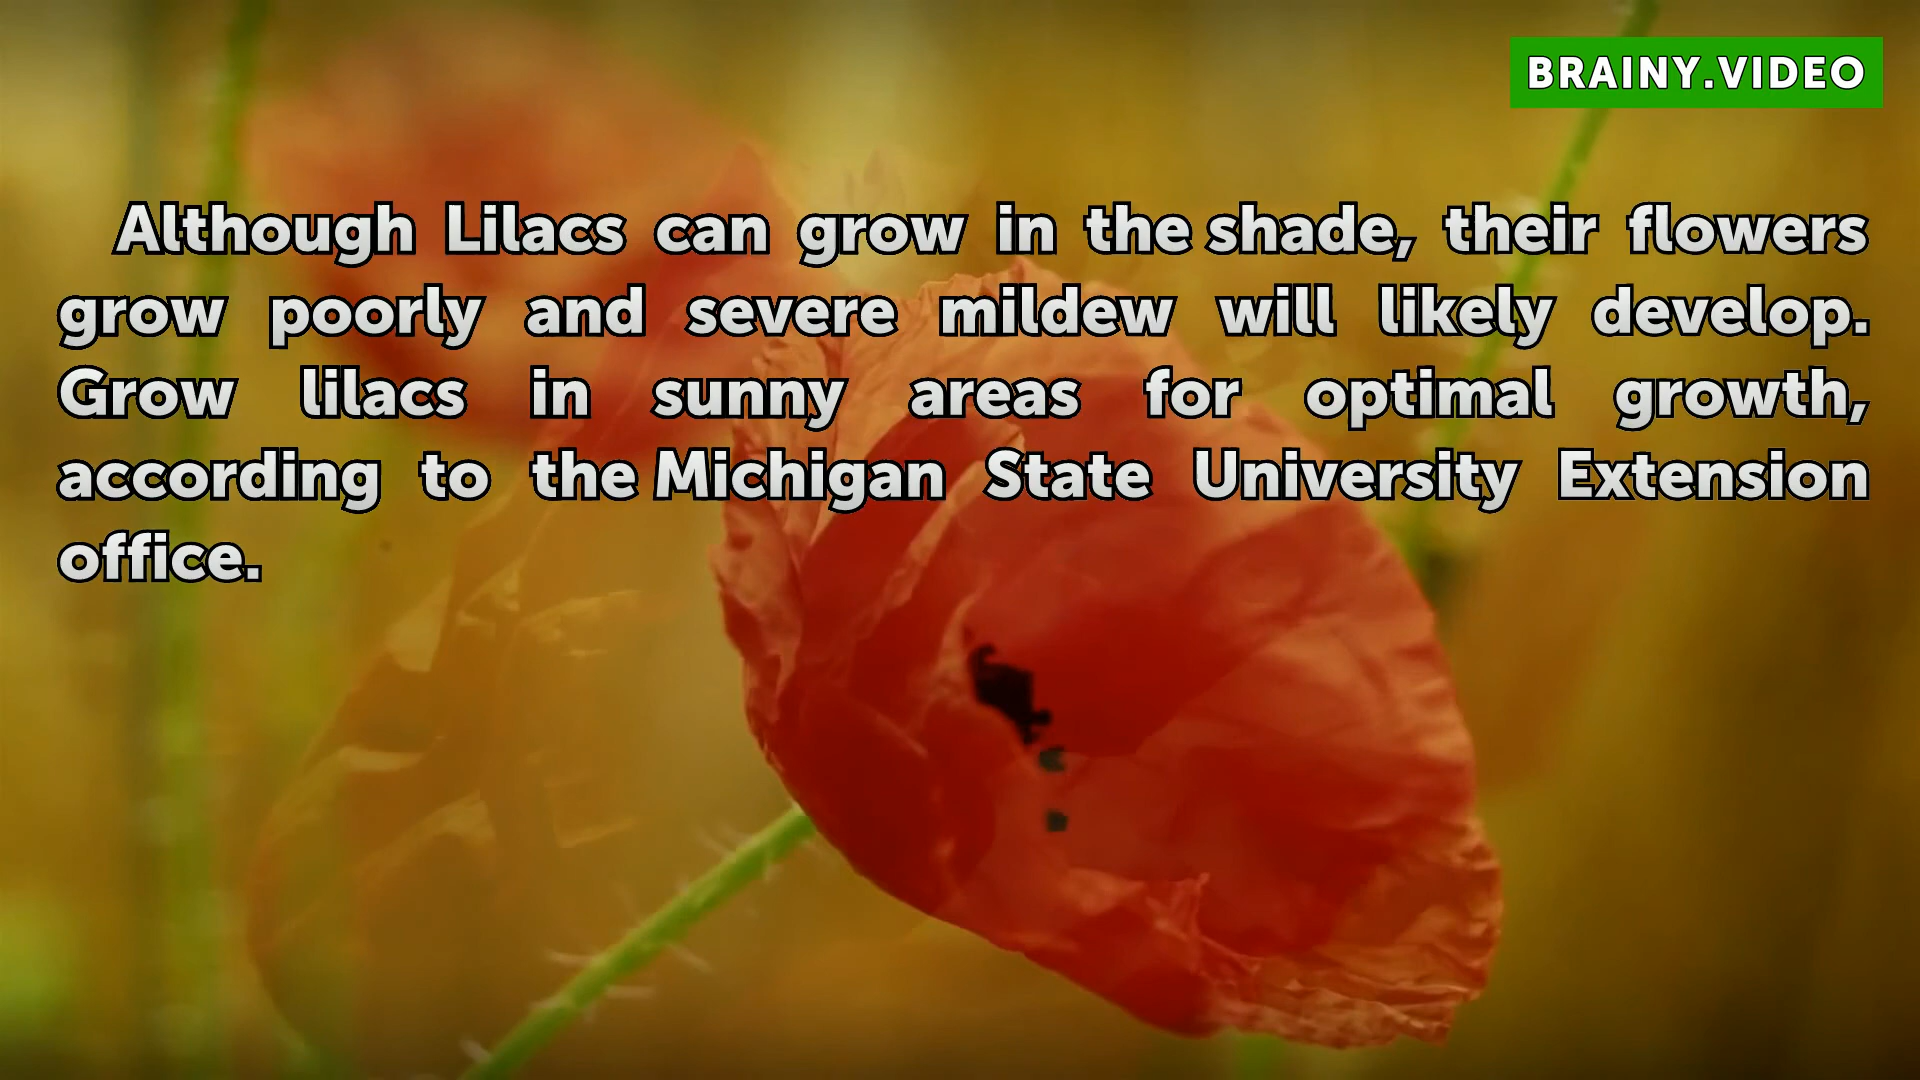 BRAINY.VIDEO
Although Lilacs can grow in the shade, their flowers
grow poorly and severe mildew will likely develop.
Grow lilacs in sunny areas for optimal growth,
according to the Michigan State University Extension
office.